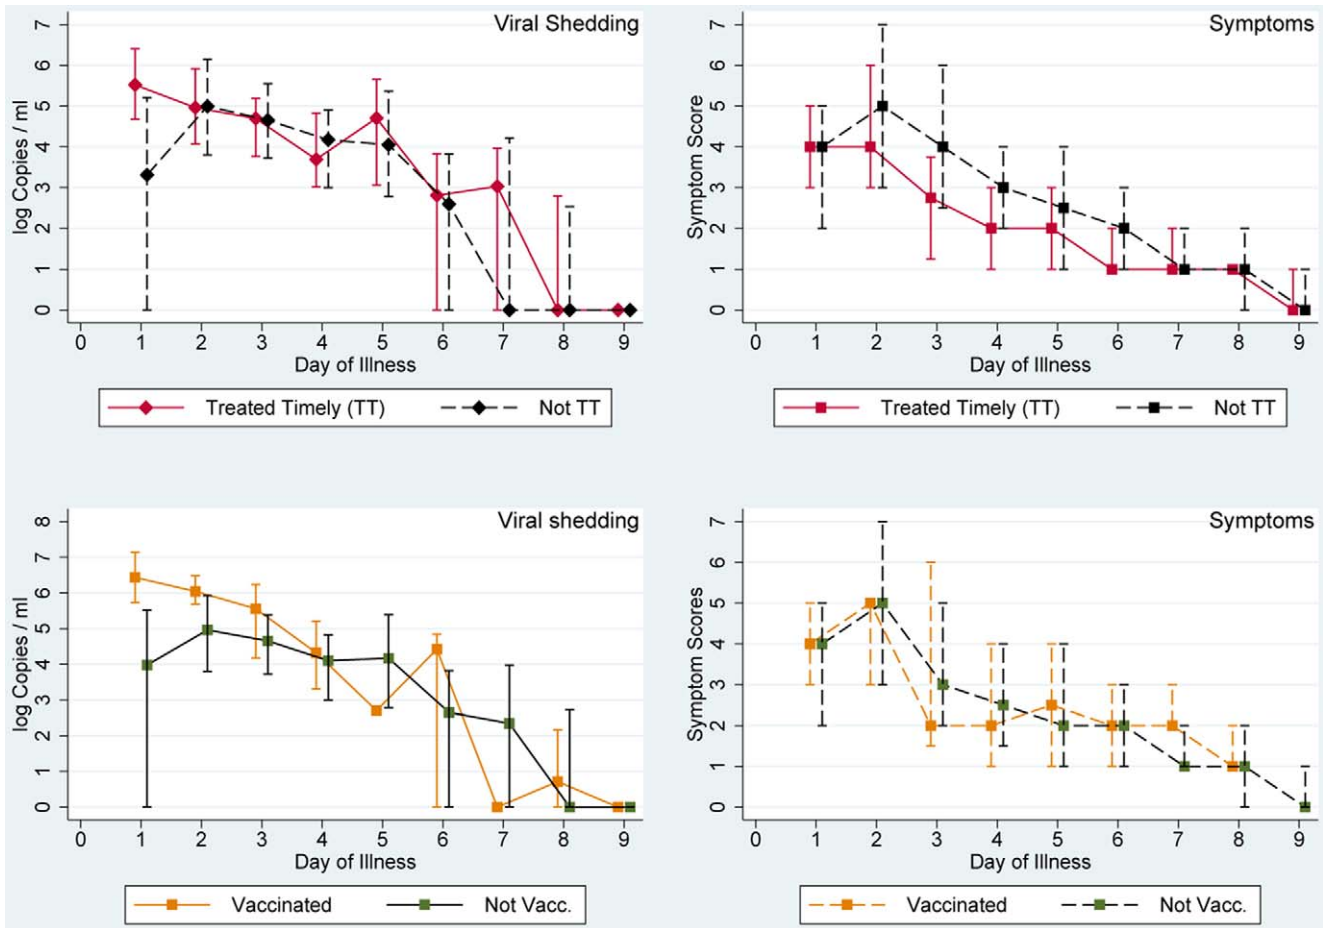 Viral Shedding
log Copies / ml
7
6
5
4
3
2
1
0
0 1 2 3 4 5 6 7 8 9
Day of Illness
Treated Timely (TT) Not TT
Symptoms
Symptom Score
7
6
5
4
3
2
1
0
0 1 2 3 4 5 6 7 8 9
Day of Illness
Treated Timely (TT) Not TT
Viral shedding
log Copies / ml
8
7
6
5
4
3
2
1
0
0 1 2 3 4 5 6 7 8 9
Day of Illness
Vaccinated Not Vacc.
Symptoms
Symptom Scores
7
6
5
4
3
2
1
0
0 1 2 3 4 5 6 7 8 9
Day of Illness
Vaccinated Not Vacc.